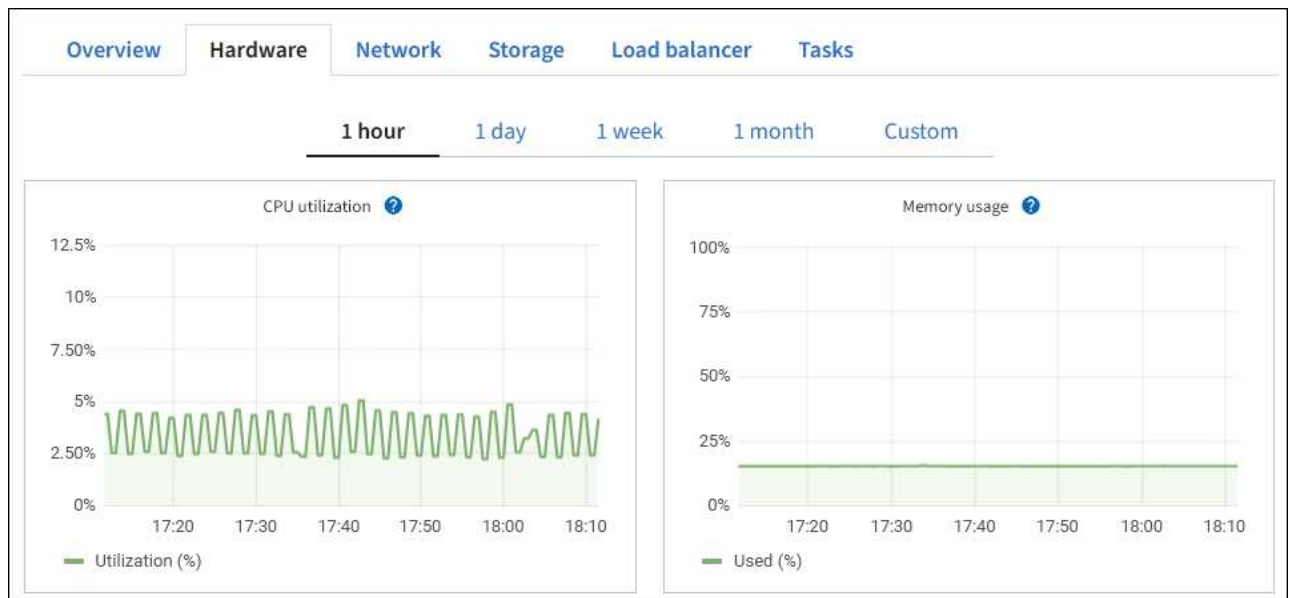 Overview Hardware Network Storage Load balancer Tasks
1 hour 1 day 1 week 1 month Custom
CPU utilization ?
12.5%
10%
7.50%
5%
2.50%
0%
17:20 17:30 17:40 17:50 18:00 18:10
Utilization (%)
Memory usage ?
100%
75%
50%
25%
0%
17:20 17:30 17:40 17:50 18:00 18:10
Used (%)